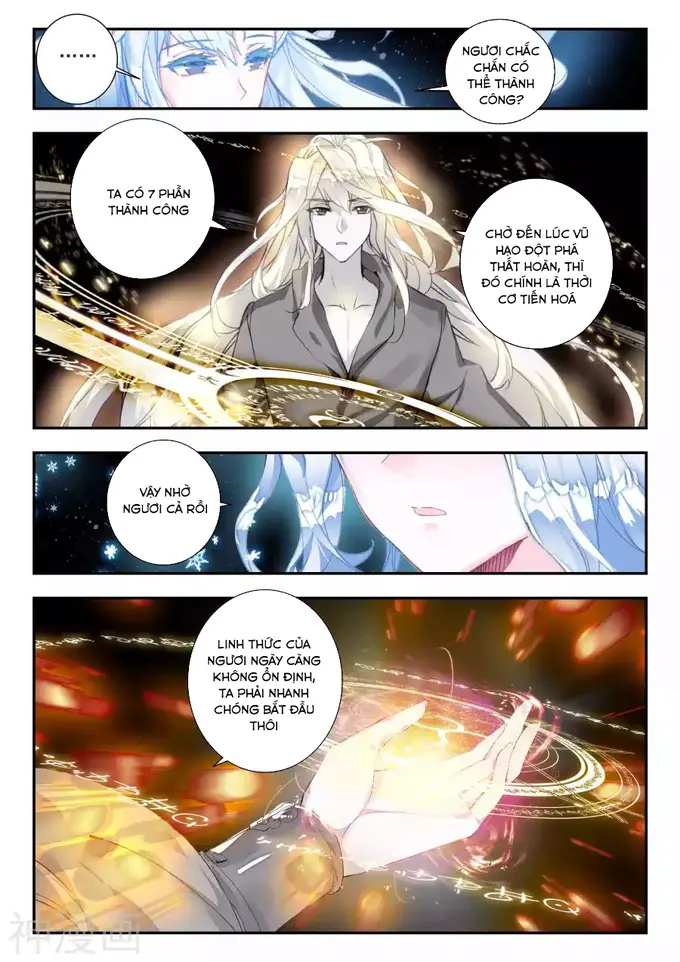 ......
NGƯƠI CHẮC
CHẮN CÓ
THỂ THÀNH
CÔNG?
TA CÓ 7 PHẦN
THÀNH CÔNG
CHỜ ĐẾN LÚC VŨ
HẠO ĐỘT PHÁ
THẤT HOÀN, THÌ
ĐÓ CHÍNH LÀ THỜI
CƠ TIẾN HOÁ
VẬY NHỜ
NGƯƠI CẢ RỒI
LINH THỨC CỦA
NGƯƠI NGÀY CÀNG
KHÔNG ỔN ĐỊNH,
TA PHẢI NHANH
CHÓNG BẮT ĐẦU
THÔI
神漫画